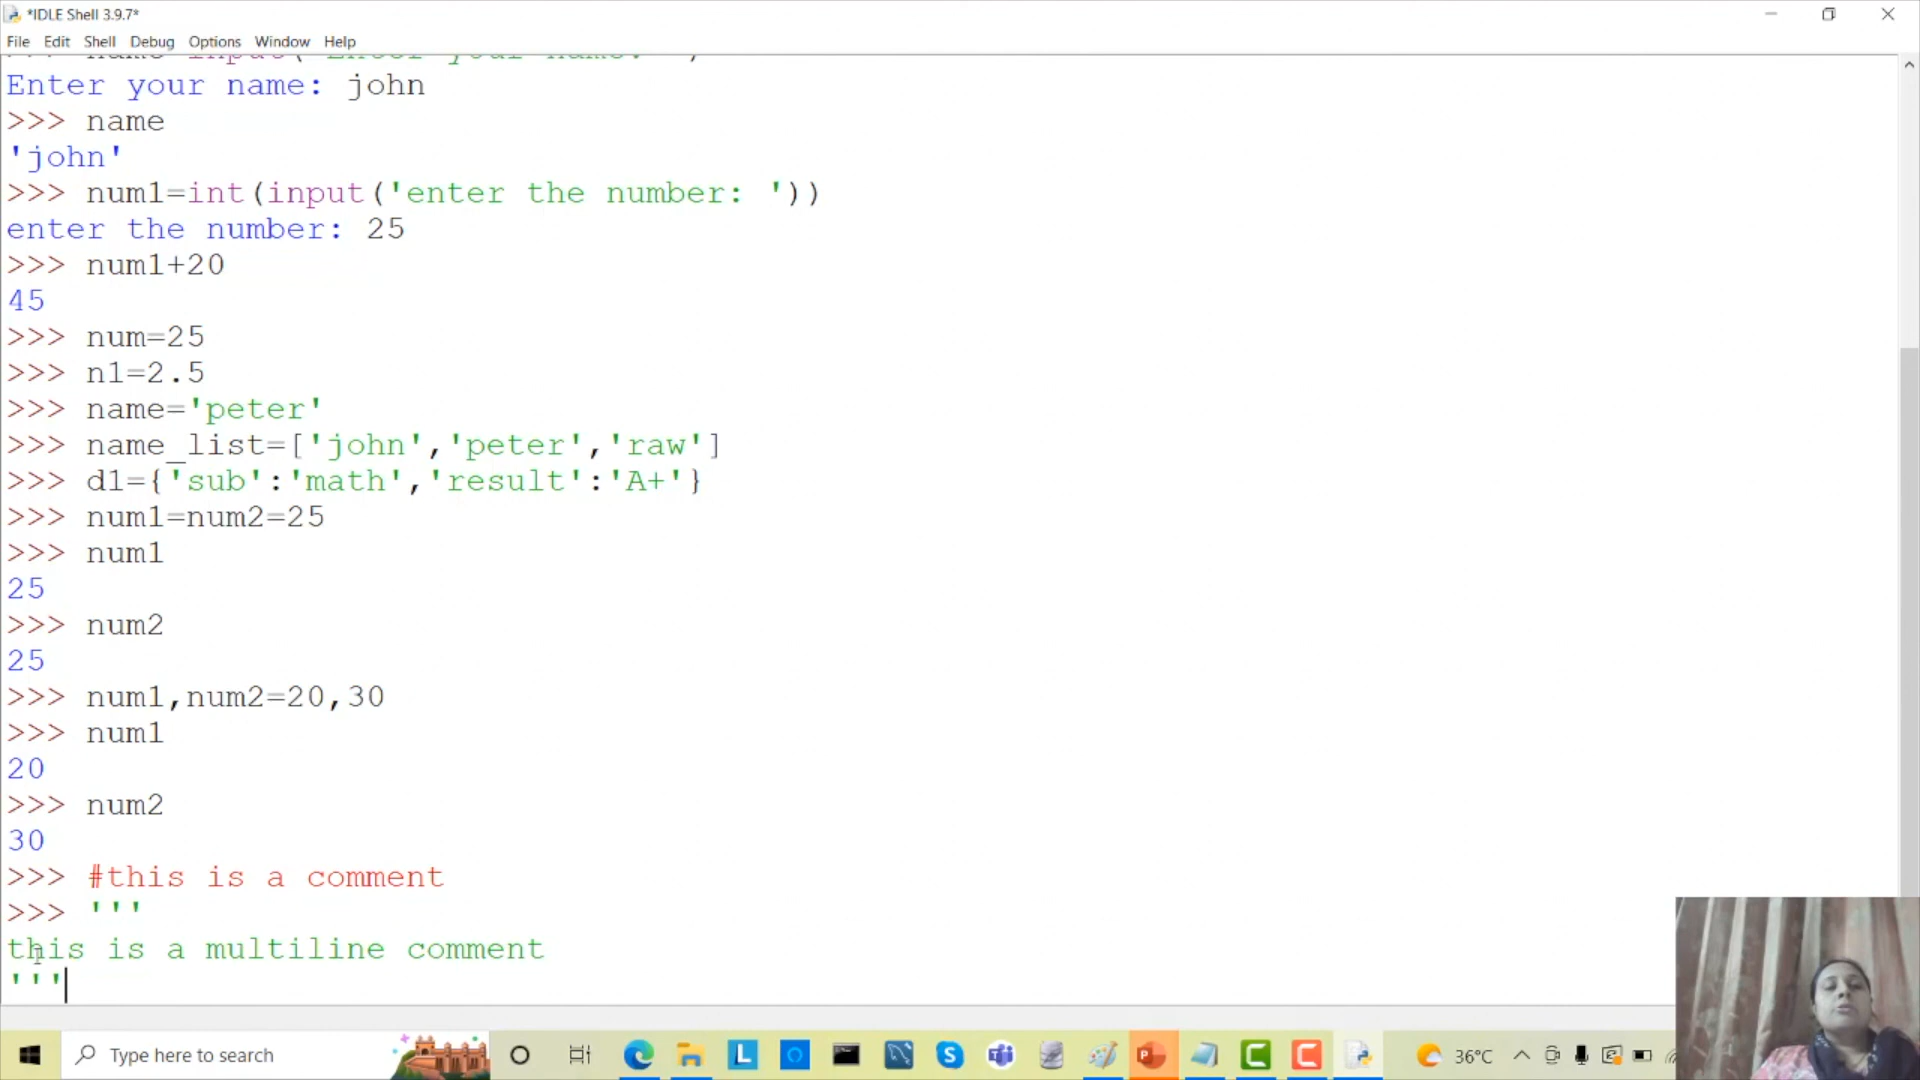 *IDLE Shell 3.9.7*
File Edit Shell Debug Options Window Help
Enter your name: john
>>> name
'john'
>>> num1=int(input('enter the number: '))
enter the number: 25
>>> num1+20
45
>>> num=25
>>> n1=2.5
>>> name='peter'
>>> name_list=['john','peter','raw']
>>> d1={'sub':'math','result':'A+'}
>>> num1=num2=25
>>> num1
25
>>> num2
25
>>> num1,num2=20,30
>>> num1
20
>>> num2
30
>>> #this is a comment
>>> '''
this is a multiline comment
'''
Type here to search
36°C